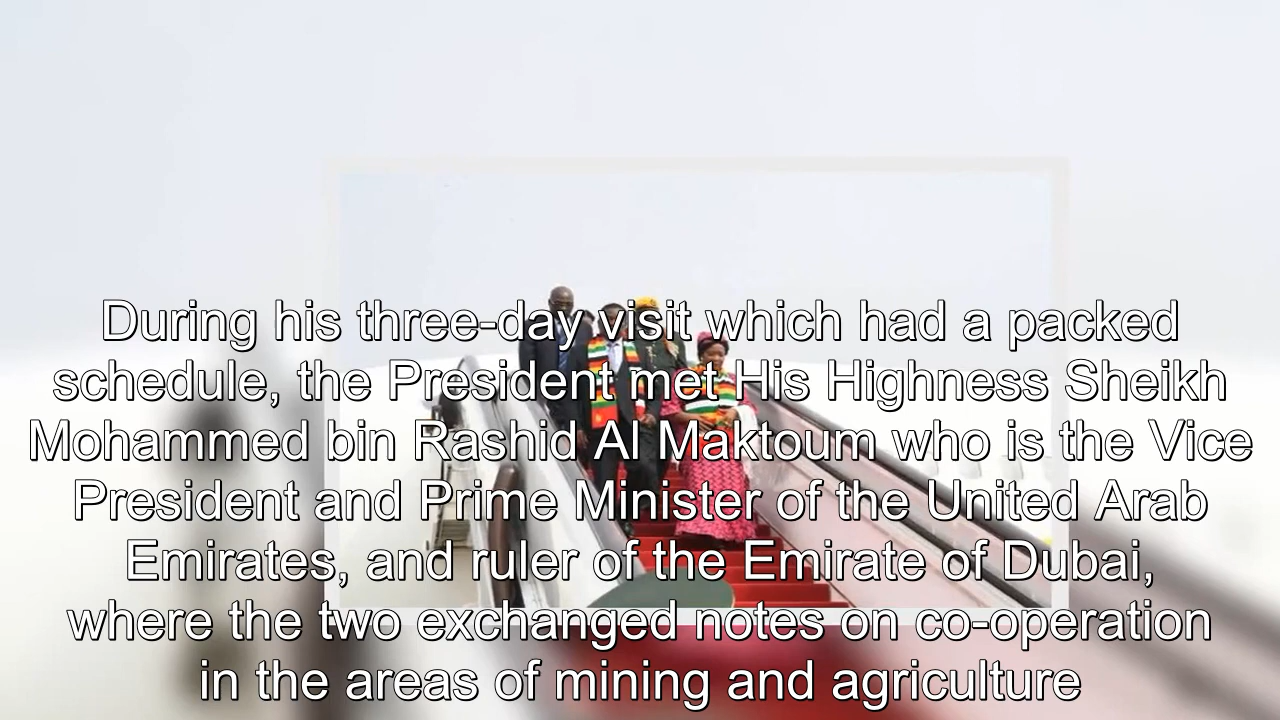 During his three-day visit which had a packed
schedule, the President met His Highness Sheikh
Mohammed bin Rashid Al Maktoum who is the Vice
President and Prime Minister of the United Arab
Emirates, and ruler of the Emirate of Dubai,
where the two exchanged notes on co-operation
in the areas of mining and agriculture